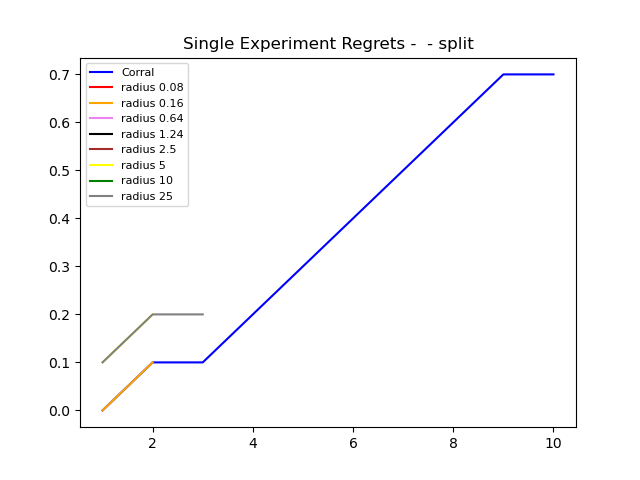 Single Experiment Regrets -  - split
Corral
radius 0.08
radius 0.16
radius 0.64
radius 1.24
radius 2.5
radius 5
radius 10
radius 25
0.7
0.6
0.5
0.4
0.3
0.2
0.1
0.0
2 4 6 8 10